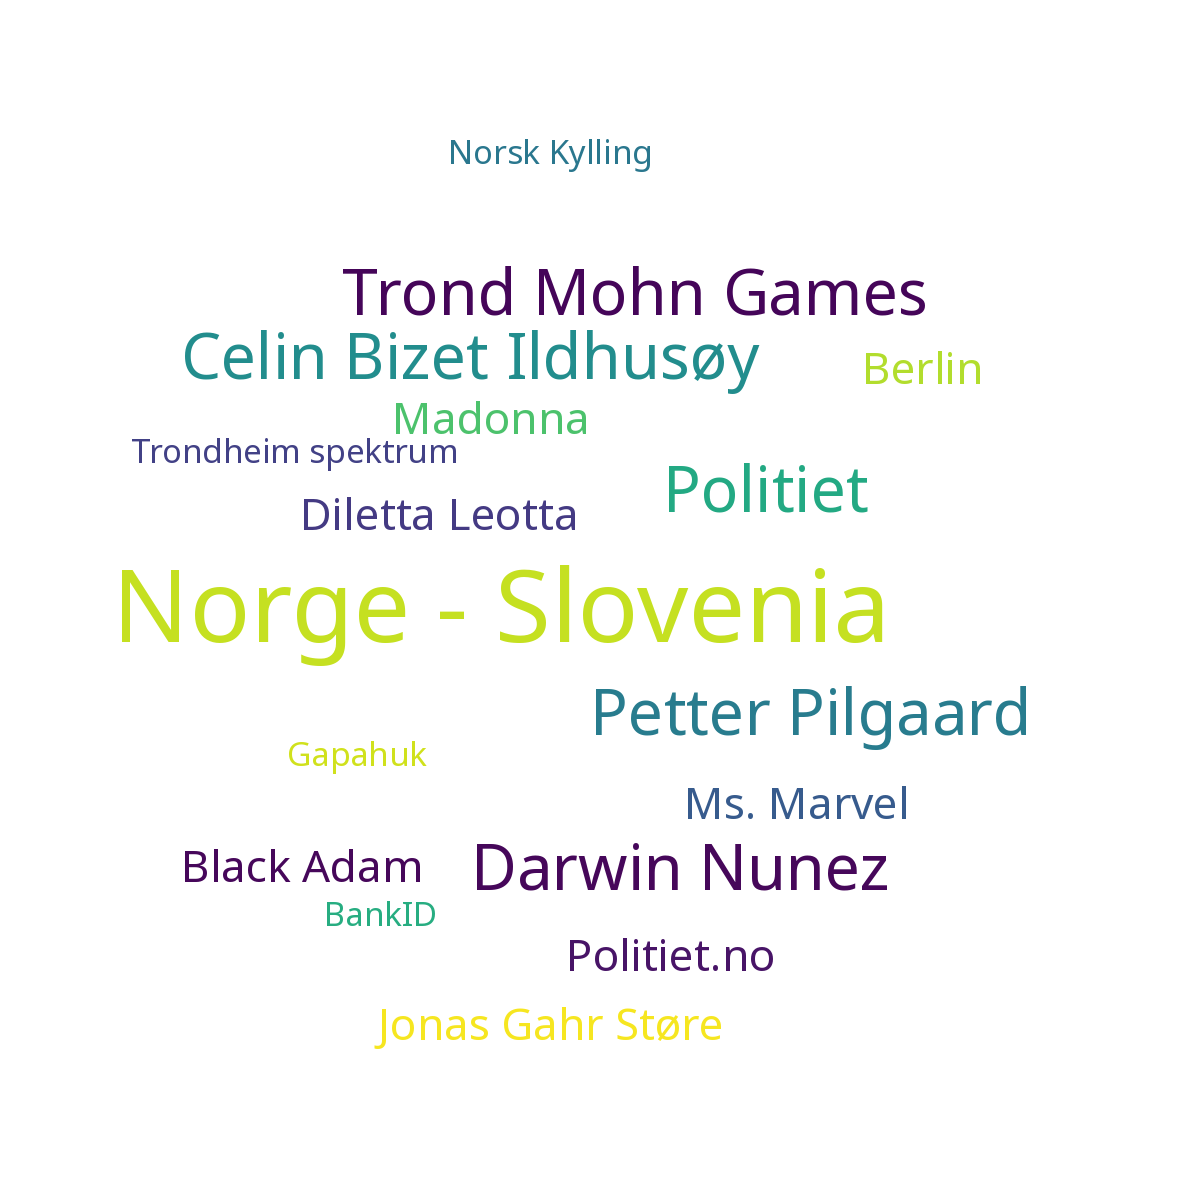 Norsk Kylling
Trond Mohn Games
Celin Bizet Ildhusøy
Berlin
Madonna
Trondheim spektrum
Politiet
Diletta Leotta
Norge - Slovenia
Petter Pilgaard
Gapahuk
Ms. Marvel
Black Adam
Darwin Nunez
BankID
Politiet.no
Jonas Gahr Støre